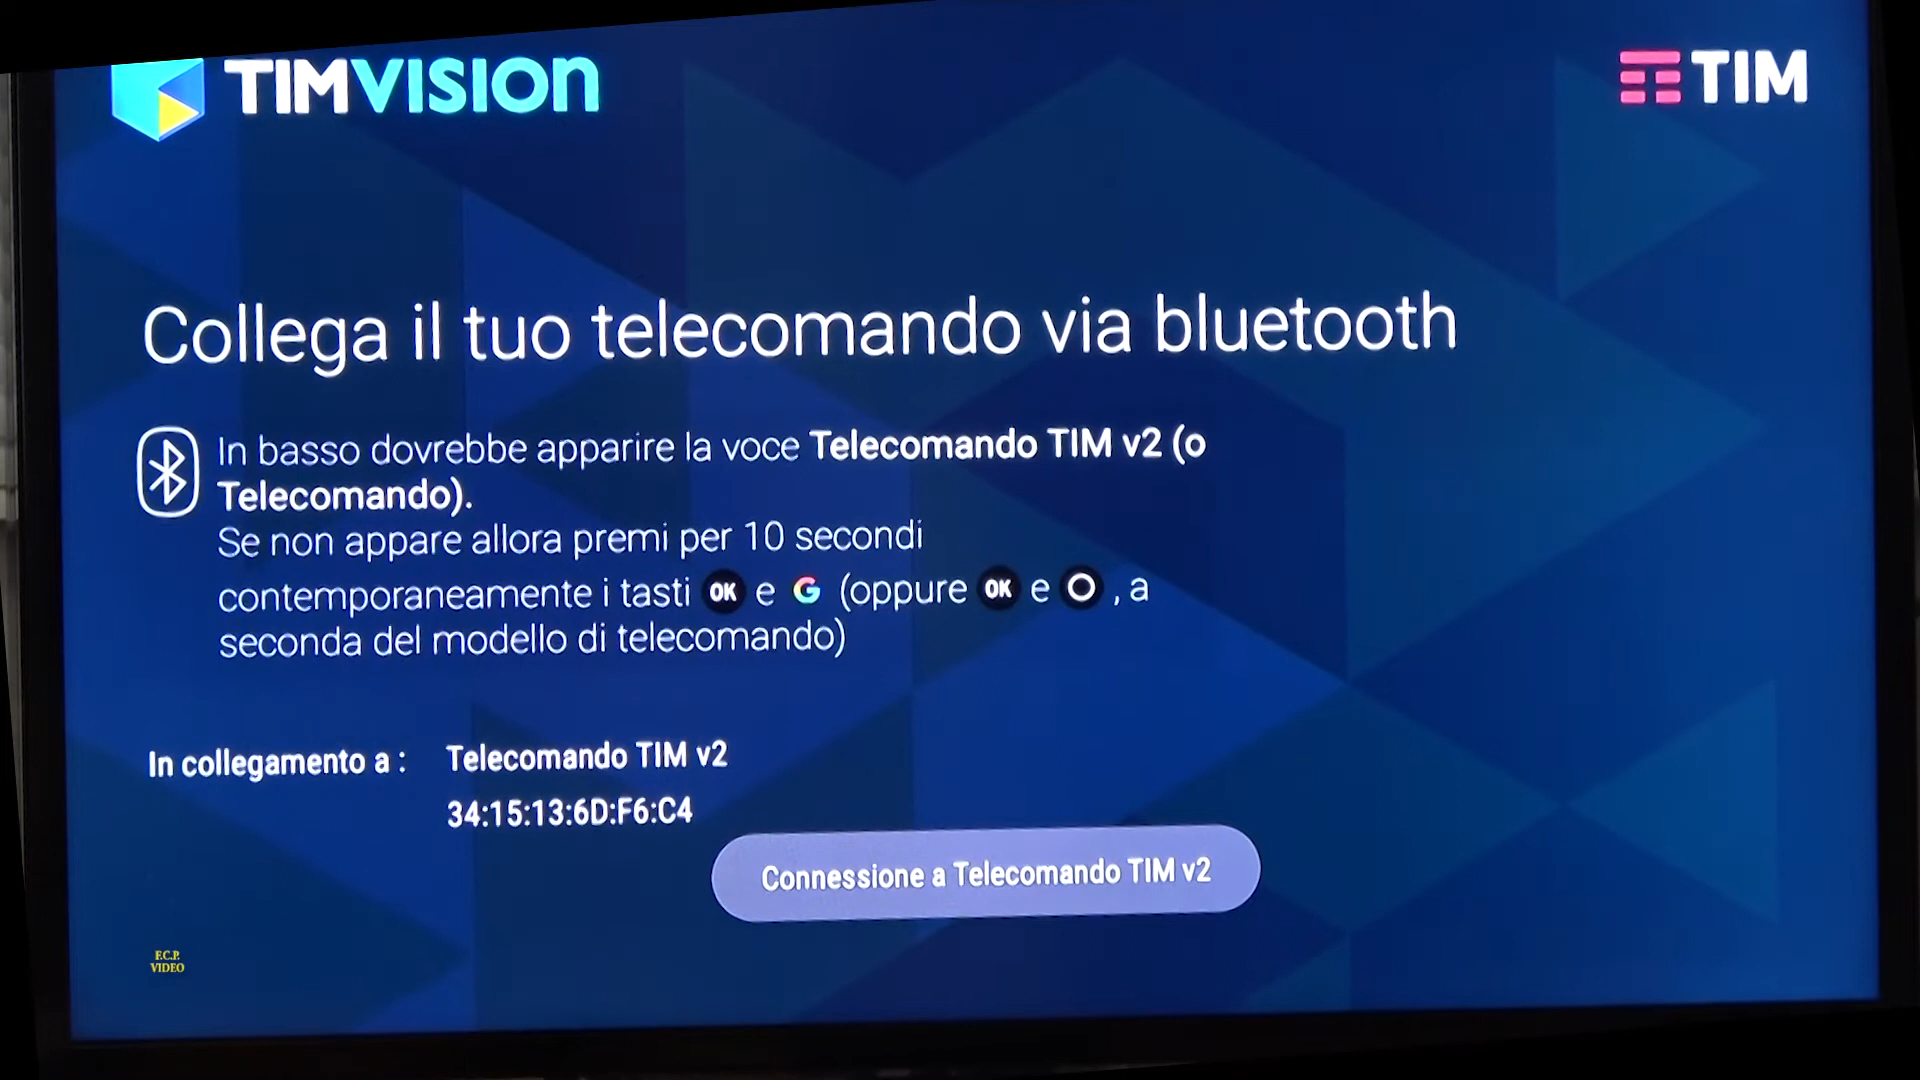 TIMVISION
TIM
Collega il tuo telecomando via bluetooth
In basso dovrebbe apparire la voce Telecomando TIM v2 (o
Telecomando).
Se non appare allora premi per 10 secondi
contemporaneamente i tasti OK e G (oppure OK e O , a
seconda del modello di telecomando)
In collegamento a : Telecomando TIM v2
34:15:13:6D:F6:C4
Connessione a Telecomando TIM v2
F.C.P.
VIDEO